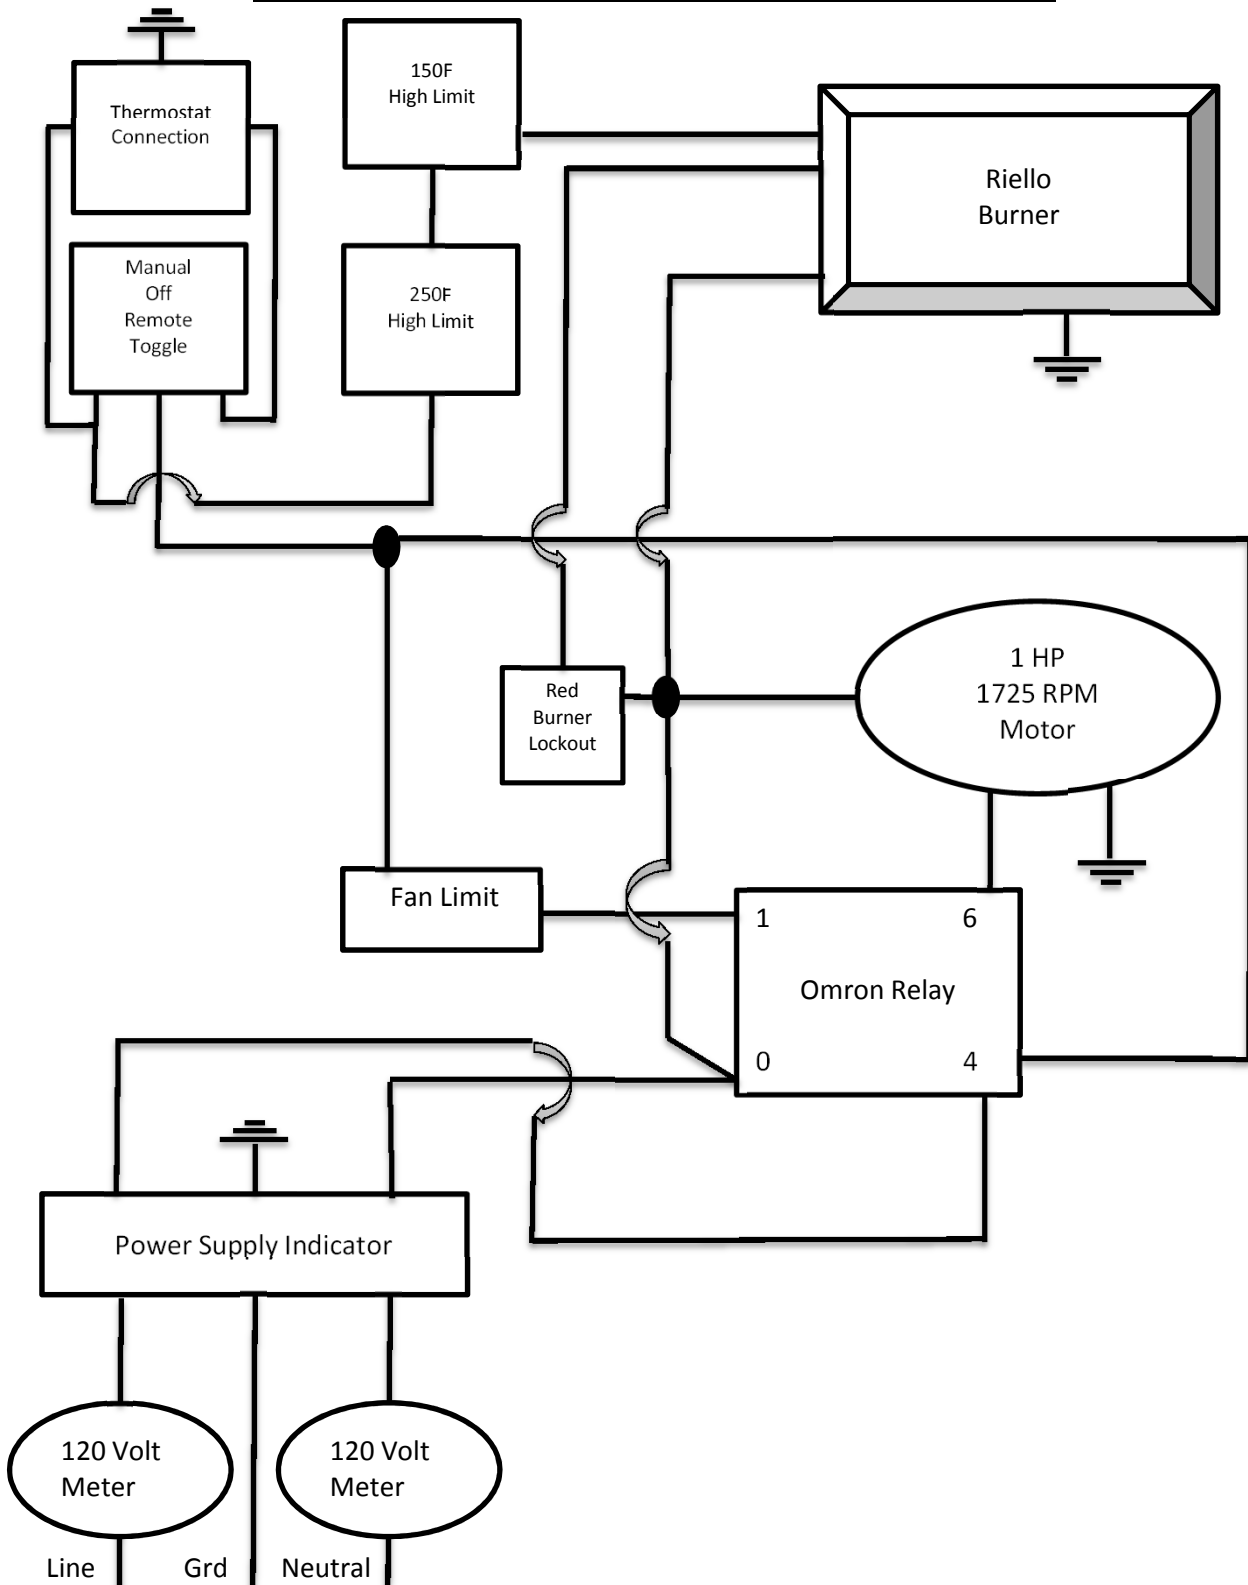 Thermostat
Connection
150F
High Limit
Riello
Burner
Manual
Off
Remote
Toggle
250F
High Limit
1 HP
1725 RPM
Motor
Red
Burner
Lockout
Fan Limit
1
6
Omron Relay
0
4
Power Supply Indicator
120 Volt
Meter
120 Volt
Meter
Line
Grd
Neutral